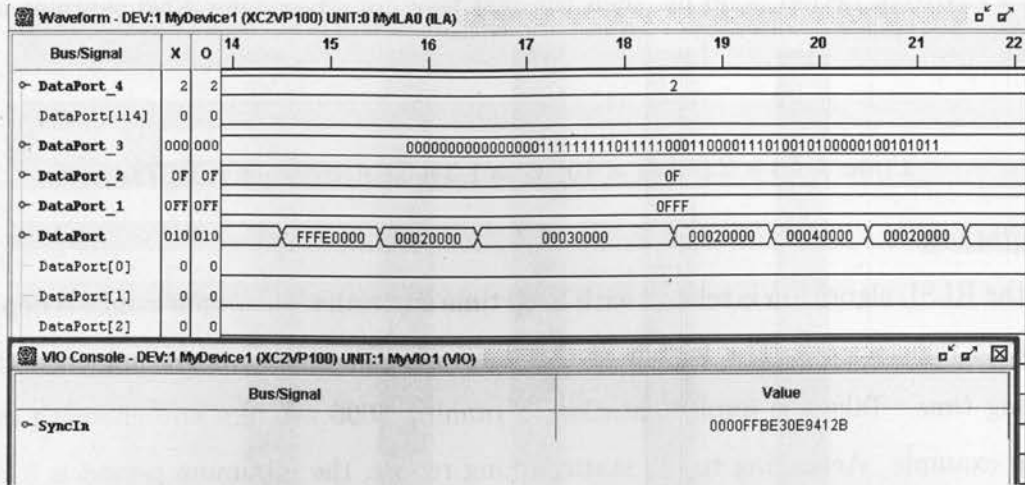 Waveform - DEV:1 MyDevice1 (XC2VP100) UNIT:0 MyILA0 (ILA)
Bus/Signal X O 14 15 16 17 18 19 20 21 22
DataPort_4 2 2 2
DataPort[114] 0 0
DataPort_3 000 000 0000000000000000111111111011111000110000111010010100000100101011
DataPort_2 0F 0F 0F
DataPort_1 0FF 0FF 0FFF
DataPort 010 010 FFFE0000 00020000 00030000 00020000 00040000 00020000
DataPort[0] 0 0
DataPort[1] 0 0
DataPort[2] 0 0
VIO Console - DEV:1 MyDevice1 (XC2VP100) UNIT:1 MyVIO1 (VIO)
Bus/Signal Value
SyncIn 0000FFBE30E9412B